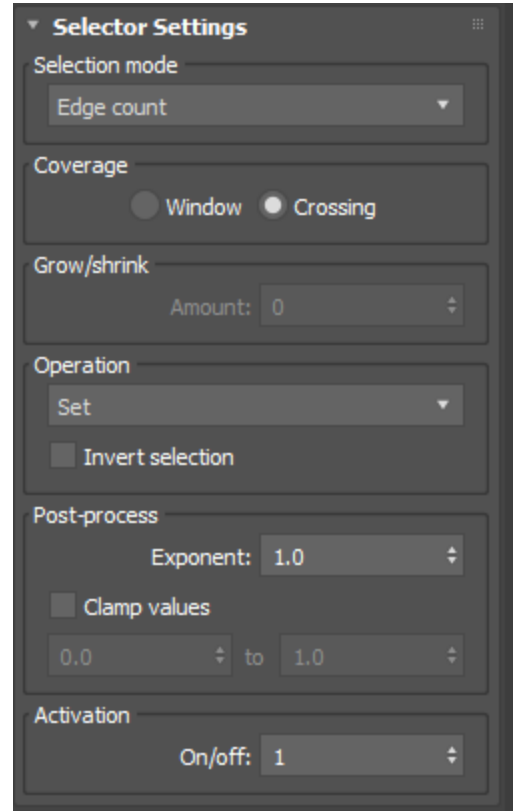 Selector Settings
Selection mode
Edge count
Coverage
Window Crossing
Grow/shrink
Amount: 0
Operation
Set
Invert selection
Post-process
Exponent: 1.0
Clamp values
0.0 to 1.0
Activation
On/off: 1